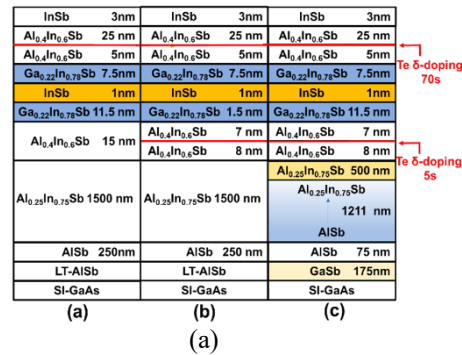 InSb 3nm InSb 3nm InSb 3nm
Al0.4In0.6Sb 25 nm Al0.4In0.6Sb 25 nm Al0.4In0.6Sb 25 nm
Al0.4In0.6Sb 5nm Al0.4In0.6Sb 5nm Al0.4In0.6Sb 5nm
Te δ-doping
70s
Ga0.22In0.78Sb 7.5nm Ga0.22In0.78Sb 7.5nm Ga0.22In0.78Sb 7.5nm
InSb 1nm InSb 1nm InSb 1nm
Ga0.22In0.78Sb 11.5 nm Ga0.22In0.78Sb 1.5 nm Ga0.22In0.78Sb 11.5nm
Al0.4In0.6Sb 15 nm Al0.4In0.6Sb 7 nm Al0.4In0.6Sb 7 nm
Al0.4In0.6Sb 8 nm Al0.4In0.6Sb 8 nm
Te δ-doping
5s
Al0.25In0.75Sb 1500 nm Al0.25In0.75Sb 1500 nm Al0.25In0.75Sb 500 nm
Al0.25In0.75Sb
1211 nm
AlSb
AlSb 250nm AlSb 250 nm AlSb 75 nm
LT-AlSb LT-AlSb GaSb 175nm
SI-GaAs SI-GaAs SI-GaAs
(a) (b) (c)
(a)